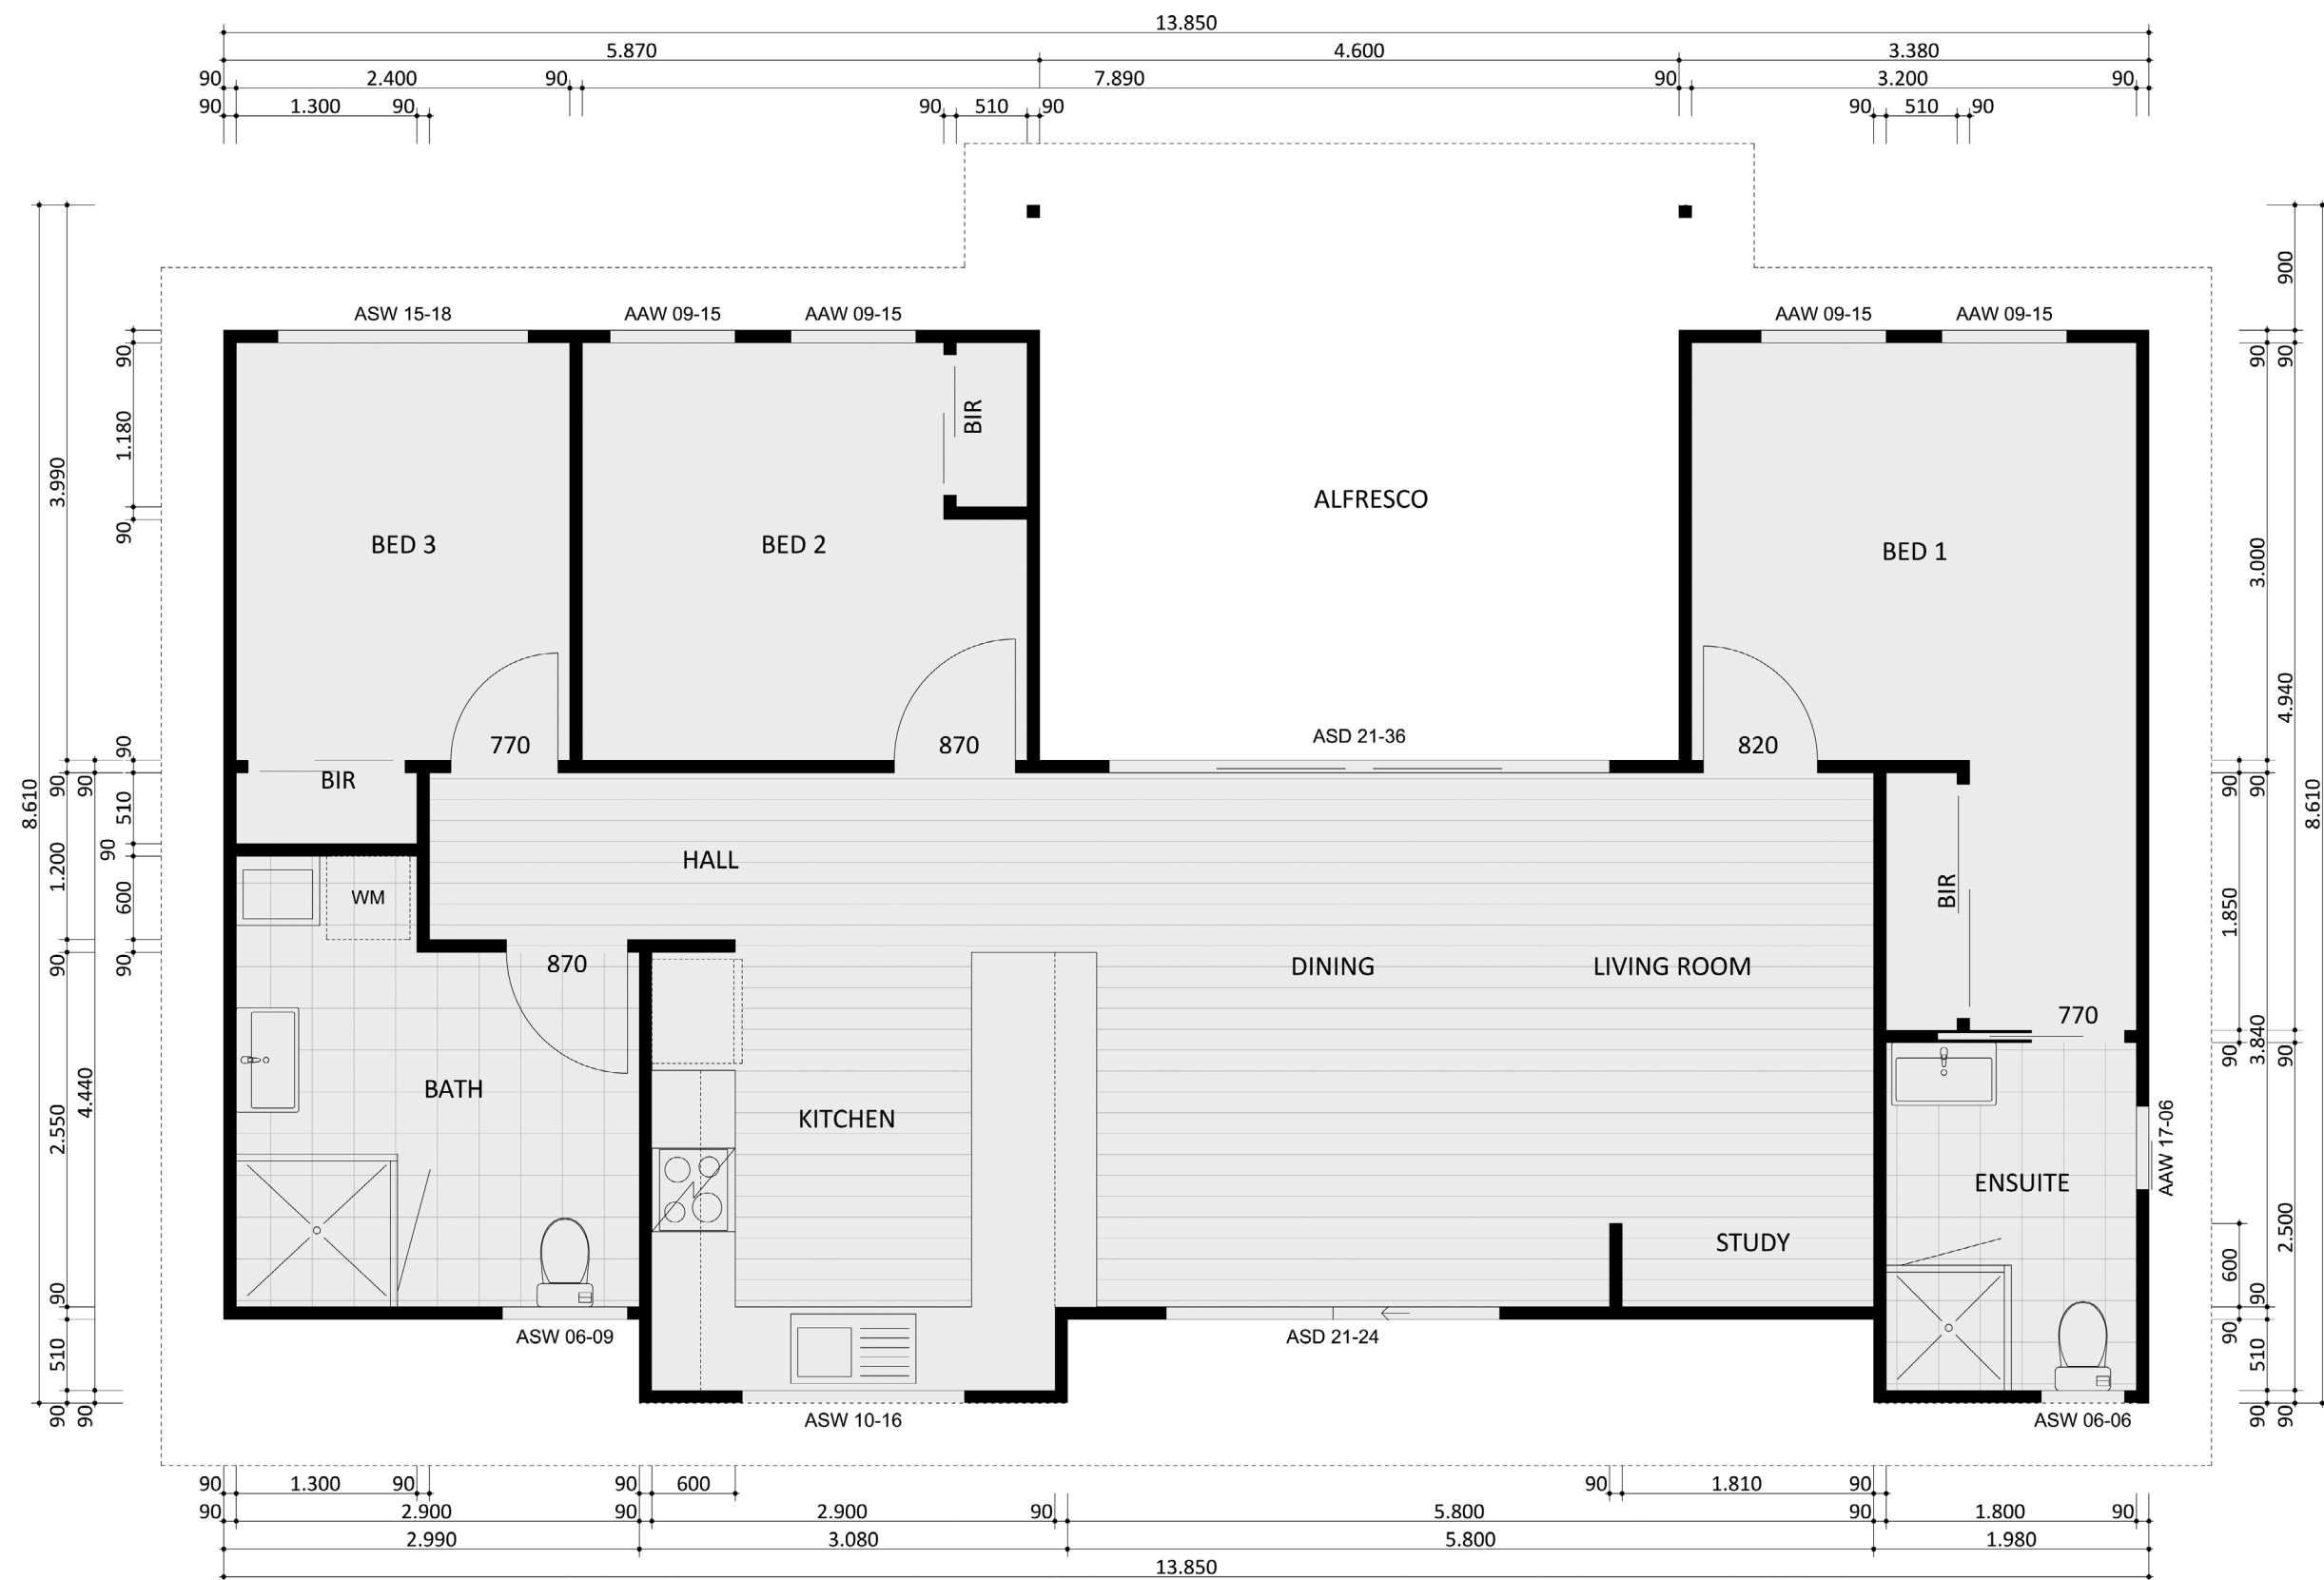 13.850
5.870 4.600 3.380
90 2.400 90 7.890 90 3.200 90
90 1.300 90 90 510 90 90 510 90
900
ASW 15-18 AAW 09-15 AAW 09-15 AAW 09-15 AAW 09-15
90 90 90
1.180 BIR
3.990 ALFRESCO
90 BED 3 BED 2 BED 1 3.000
4.940
90 770 870 ASD 21-36 820
8.610 90 90 510 BIR 90 90 8.610
1.200 90 600 HALL WM BIR 1.850
90 90 870 DINING LIVING ROOM
770
90 3.840 90
2.550 4.440 BATH KITCHEN AAW 17-06
ENSUITE
STUDY 600 2.500
90 90
510 ASW 06-09 ASD 21-24 90 510
90 90 ASW 10-16 ASW 06-06 90 90
90 1.300 90 90 600 90 1.810 90
90 2.900 90 2.900 90 5.800 90 1.800 90
2.990 3.080 5.800 1.980
13.850